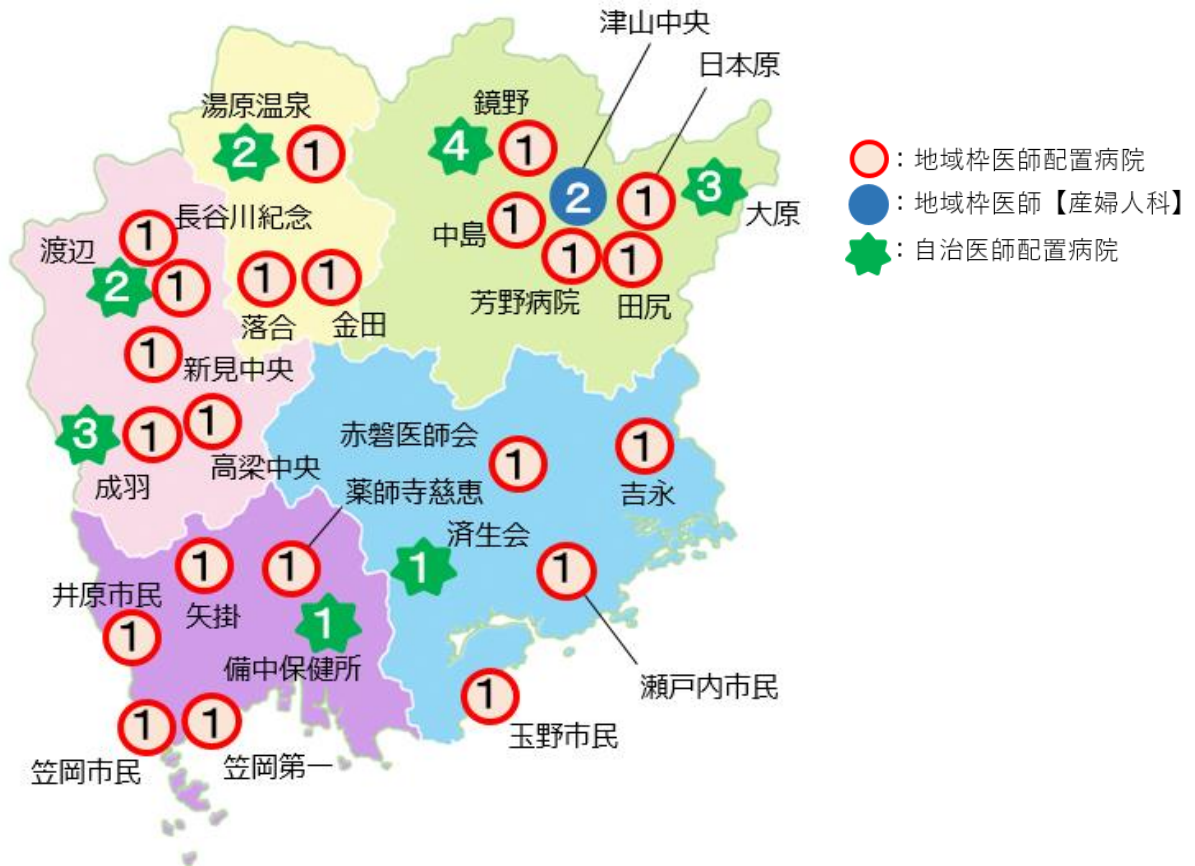 津山中央
日本原
湯原温泉
2
1
鏡野
4
1
2
1
3
大原
中島
1
1
1
芳野病院
田尻
長谷川紀念
渡辺
1
2
1
1
1
落合
金田
1
新見中央
3
1
1
成羽
高梁中央
赤磐医師会
1
1
吉永
薬師寺慈恵
済生会
1
1
1
1
井原市民
矢掛
1
1
備中保健所
瀬戸内市民
1
玉野市民
1
1
笠岡市民
笠岡第一
：地域枠医師配置病院
：地域枠医師【産婦人科】
：自治医師配置病院